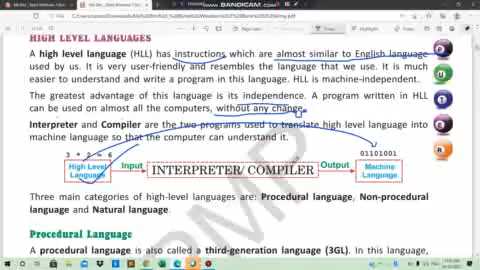 WWW.BANDICAM.COM
HIGH LEVEL LANGUAGES
A high level language (HLL) has instructions which are almost similar to English language
used by us. It is very user-friendly and resembles the language that we use. It is much
easier to understand and write a program in this language. HLL is machine-independent.
The greatest advantage of this language is its independence. A program written in HLL
can be used on almost all the computers, without any change.
Interpreter and Compiler are the two programs used to translate high level language into
machine language so that the computer can understand it.
3 * 2 = 6
01101001
High Level
Language
Input
INTERPRETER/ COMPILER
Output
Machine
Language
Three main categories of high-level languages are: Procedural language, Non-procedural
language and Natural language.
Procedural Language
A procedural language is also called a third-generation language (3GL). In this language,